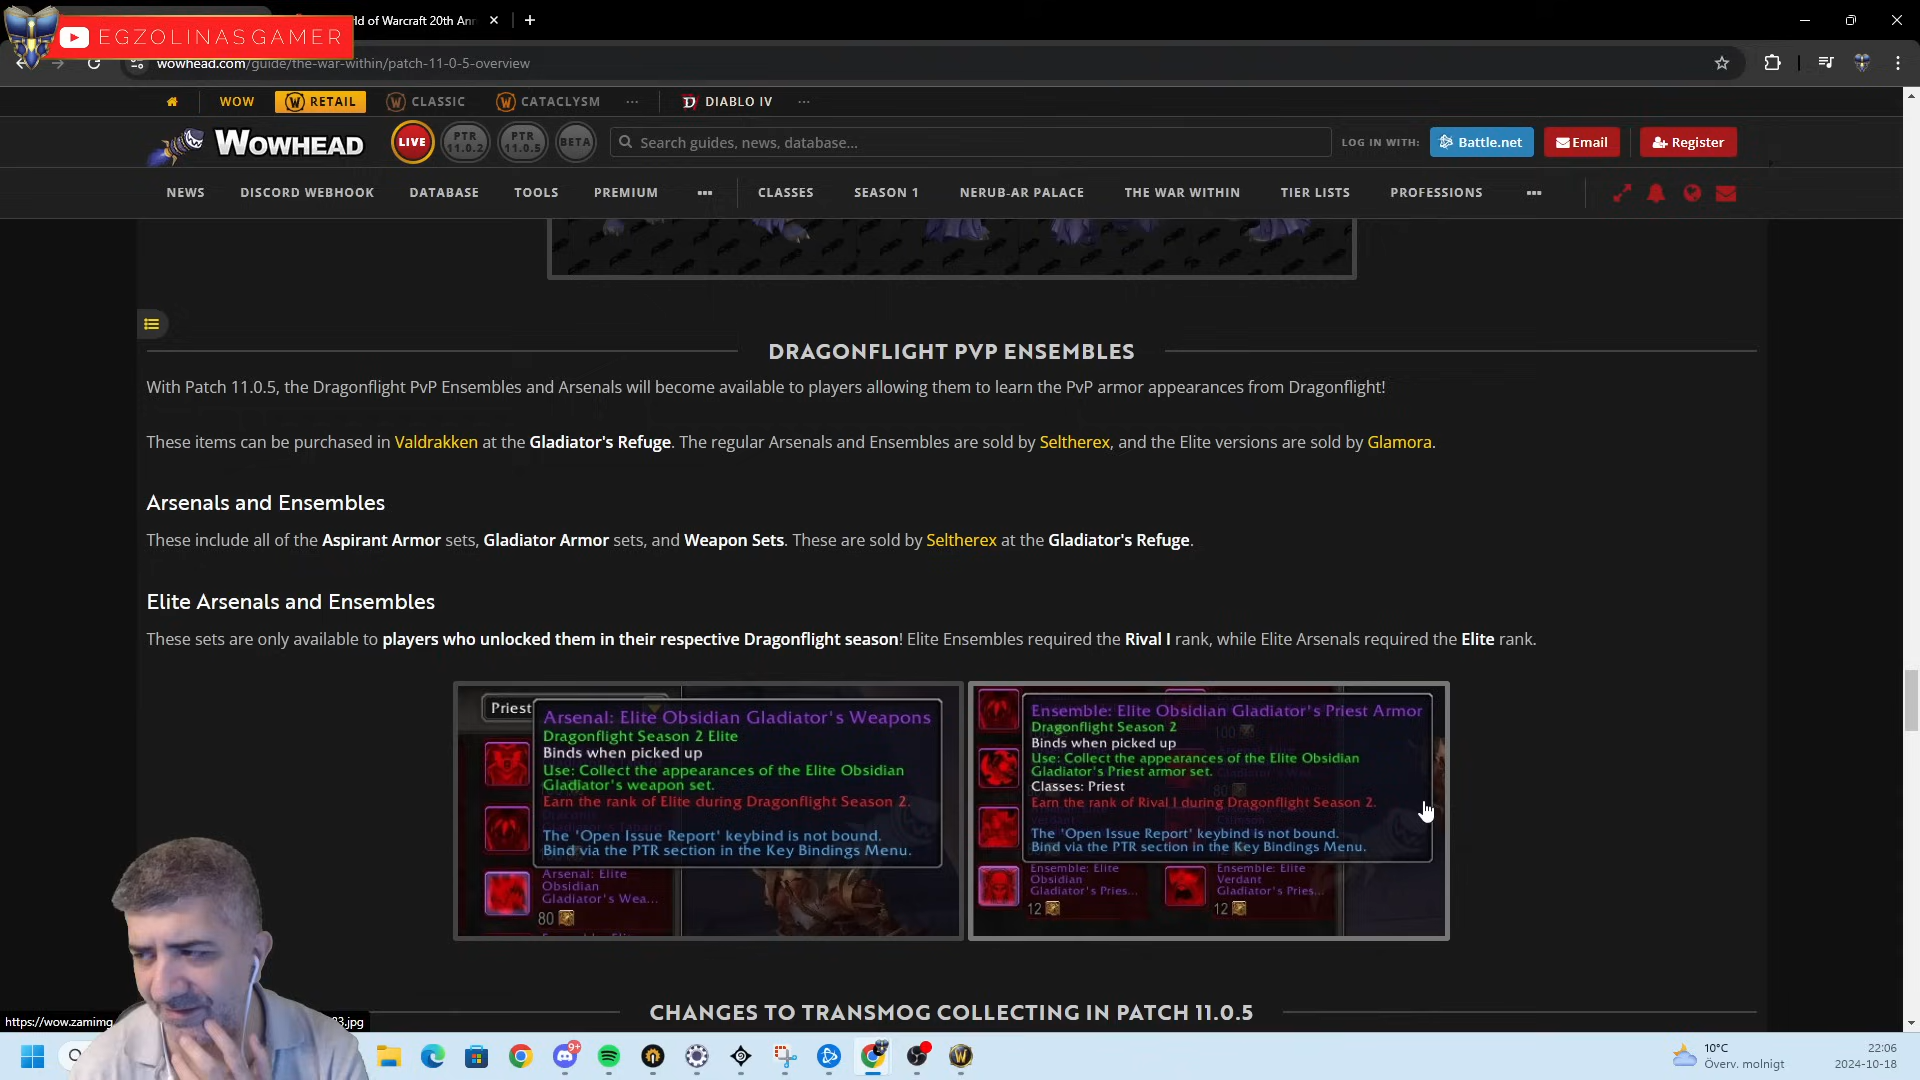 EGZOLINASGAMER
ld of Warcraft 20th Ann
wowhead.com/guide/the-war-within/patch-11-0-5-overview
WOW RETAIL CLASSIC CATACLYSM ... DIABLO IV ...
WOWHEAD LIVE PTR 11.0.2 PTR 11.0.5 BETA Search guides, news, database... LOG IN WITH: Battle.net Email Register
NEWS DISCORD WEBHOOK DATABASE TOOLS PREMIUM ... CLASSES SEASON 1 NERUB-AR PALACE THE WAR WITHIN TIER LISTS PROFESSIONS ...
DRAGONFLIGHT PVP ENSEMBLES
With Patch 11.0.5, the Dragonflight PvP Ensembles and Arsenals will become available to players allowing them to learn the PvP armor appearances from Dragonflight!
These items can be purchased in Valdrakken at the Gladiator's Refuge. The regular Arsenals and Ensembles are sold by Seltherex, and the Elite versions are sold by Glamora.
Arsenals and Ensembles
These include all of the Aspirant Armor sets, Gladiator Armor sets, and Weapon Sets. These are sold by Seltherex at the Gladiator's Refuge.
Elite Arsenals and Ensembles
These sets are only available to players who unlocked them in their respective Dragonflight season! Elite Ensembles required the Rival I rank, while Elite Arsenals required the Elite rank.
Priest
Arsenal: Elite Obsidian Gladiator's Weapons
Dragonflight Season 2 Elite
Binds when picked up
Use: Collect the appearances of the Elite Obsidian
Gladiator's weapon set.
Earn the rank of Elite during Dragonflight Season 2.
The 'Open Issue Report' keybind is not bound.
Bind via the PTR section in the Key Bindings Menu.
Arsenal: Elite
Obsidian
Gladiator's Wea...
80
Ensemble: Elite Obsidian Gladiator's Priest Armor
Dragonflight Season 2
Binds when picked up
Use: Collect the appearances of the Elite Obsidian
Gladiator's Priest armor set.
Classes: Priest
Earn the rank of Rival I during Dragonflight Season 2.
The 'Open Issue Report' keybind is not bound.
Bind via the PTR section in the Key Bindings Menu.
Ensemble: Elite
Obsidian
Gladiator's Pries...
12
Ensemble: Elite
Verdant
Gladiator's Pries...
12
CHANGES TO TRANSMOG COLLECTING IN PATCH 11.0.5
https://wow.zamimg
83.jpg
9+
10°C
Överv. molnigt
22:06
2024-10-18